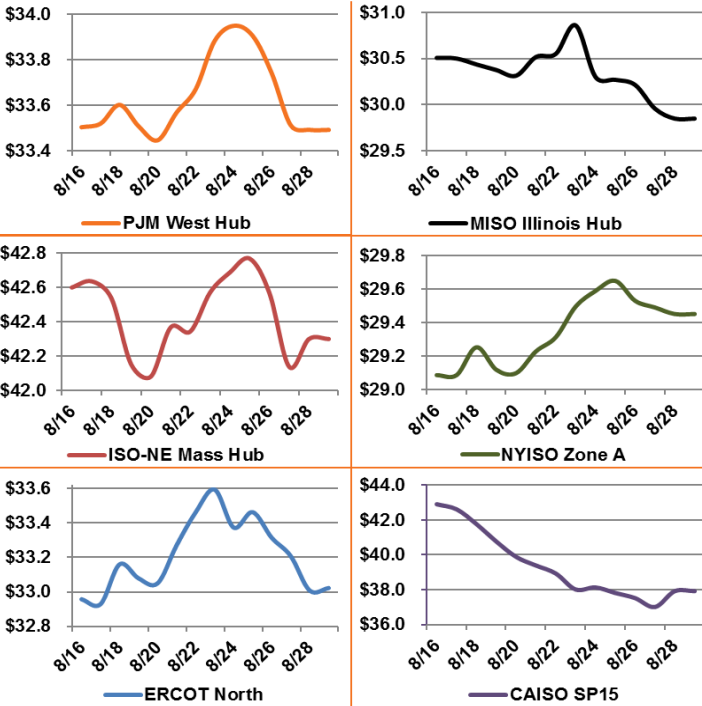 $34.0
$33.8
$33.6
$33.4
8/16 8/18 8/20 8/22 8/24 8/26 8/28
PJM West Hub
$31.0
$30.5
$30.0
$29.5
8/16 8/18 8/20 8/22 8/24 8/26 8/28
MISO Illinois Hub
$42.8
$42.6
$42.4
$42.2
$42.0
8/16 8/18 8/20 8/22 8/24 8/26 8/28
ISO-NE Mass Hub
$29.8
$29.6
$29.4
$29.2
$29.0
8/16 8/18 8/20 8/22 8/24 8/26 8/28
NYISO Zone A
$33.6
$33.4
$33.2
$33.0
$32.8
8/16 8/18 8/20 8/22 8/24 8/26 8/28
ERCOT North
$44.0
$42.0
$40.0
$38.0
$36.0
8/16 8/18 8/20 8/22 8/24 8/26 8/28
CAISO SP15